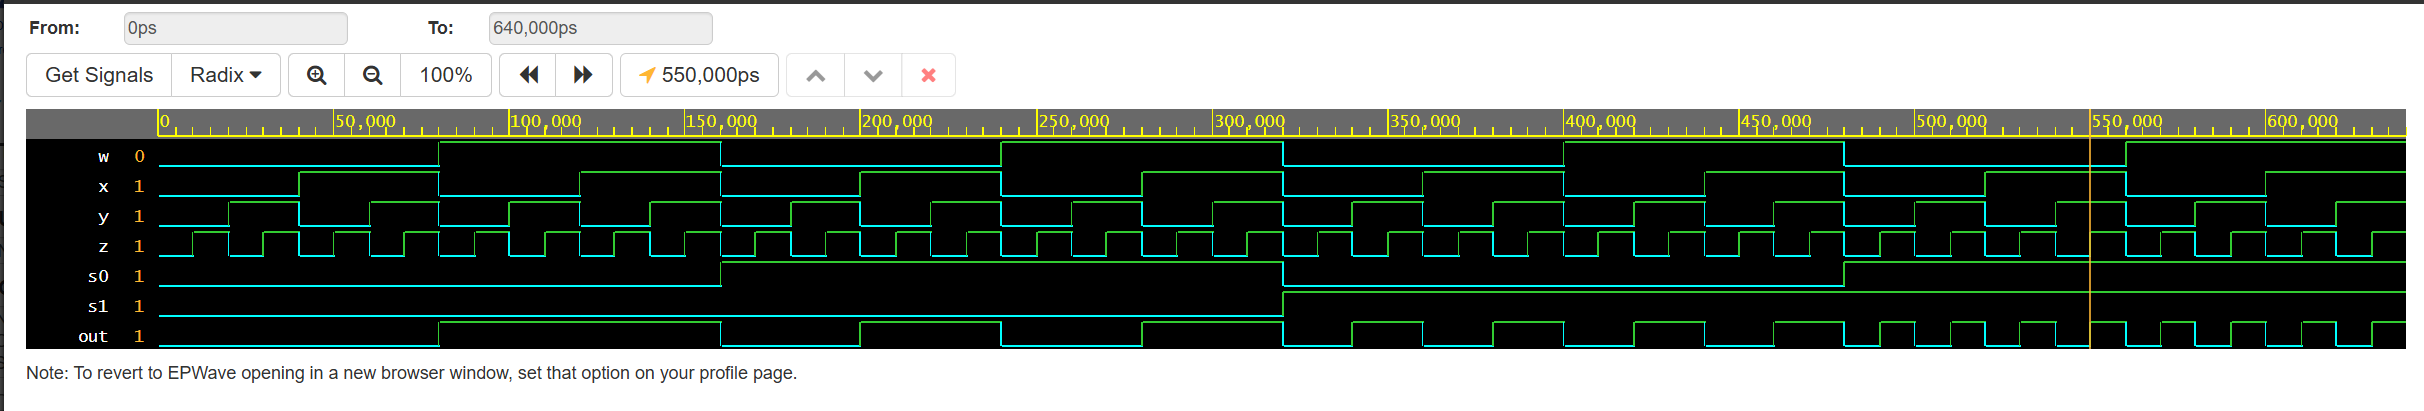 From: 0ps To: 640,000ps
Get Signals Radix 100% 550,000ps
0 50,000 100,000 150,000 200,000 250,000 300,000 350,000 400,000 450,000 500,000 550,000 600,000
w 0
x 1
y 1
z 1
s0 1
s1 1
out 1
Note: To revert to EPWave opening in a new browser window, set that option on your profile page.